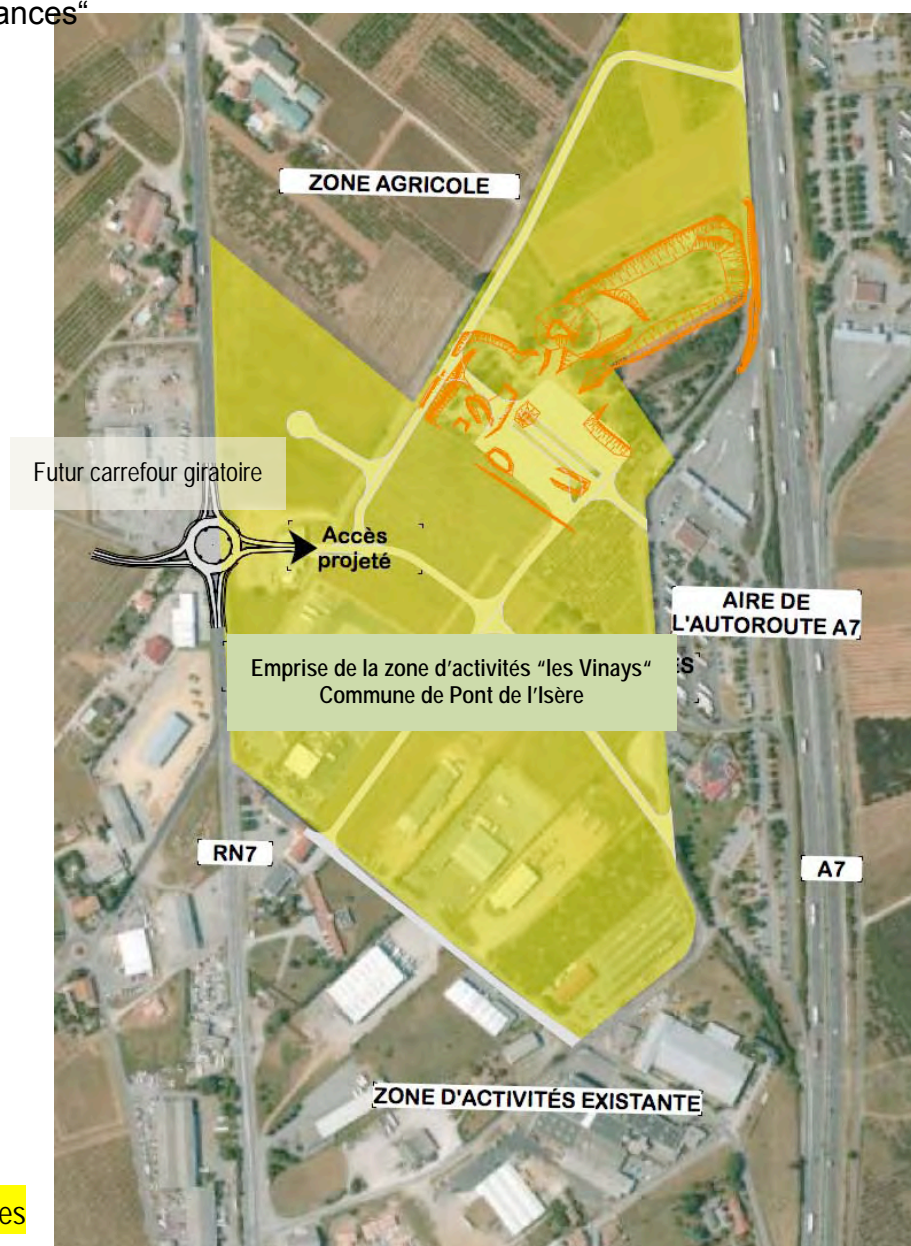 ances“
ZONE AGRICOLE
Futur carrefour giratoire
Accès
projeté
AIRE DE
L'AUTOROUTE A7
ES
Emprise de la zone d'activités “les Vinays“
Commune de Pont de l'Isère
RN7
A7
ZONE D'ACTIVITÉS EXISTANTE
es